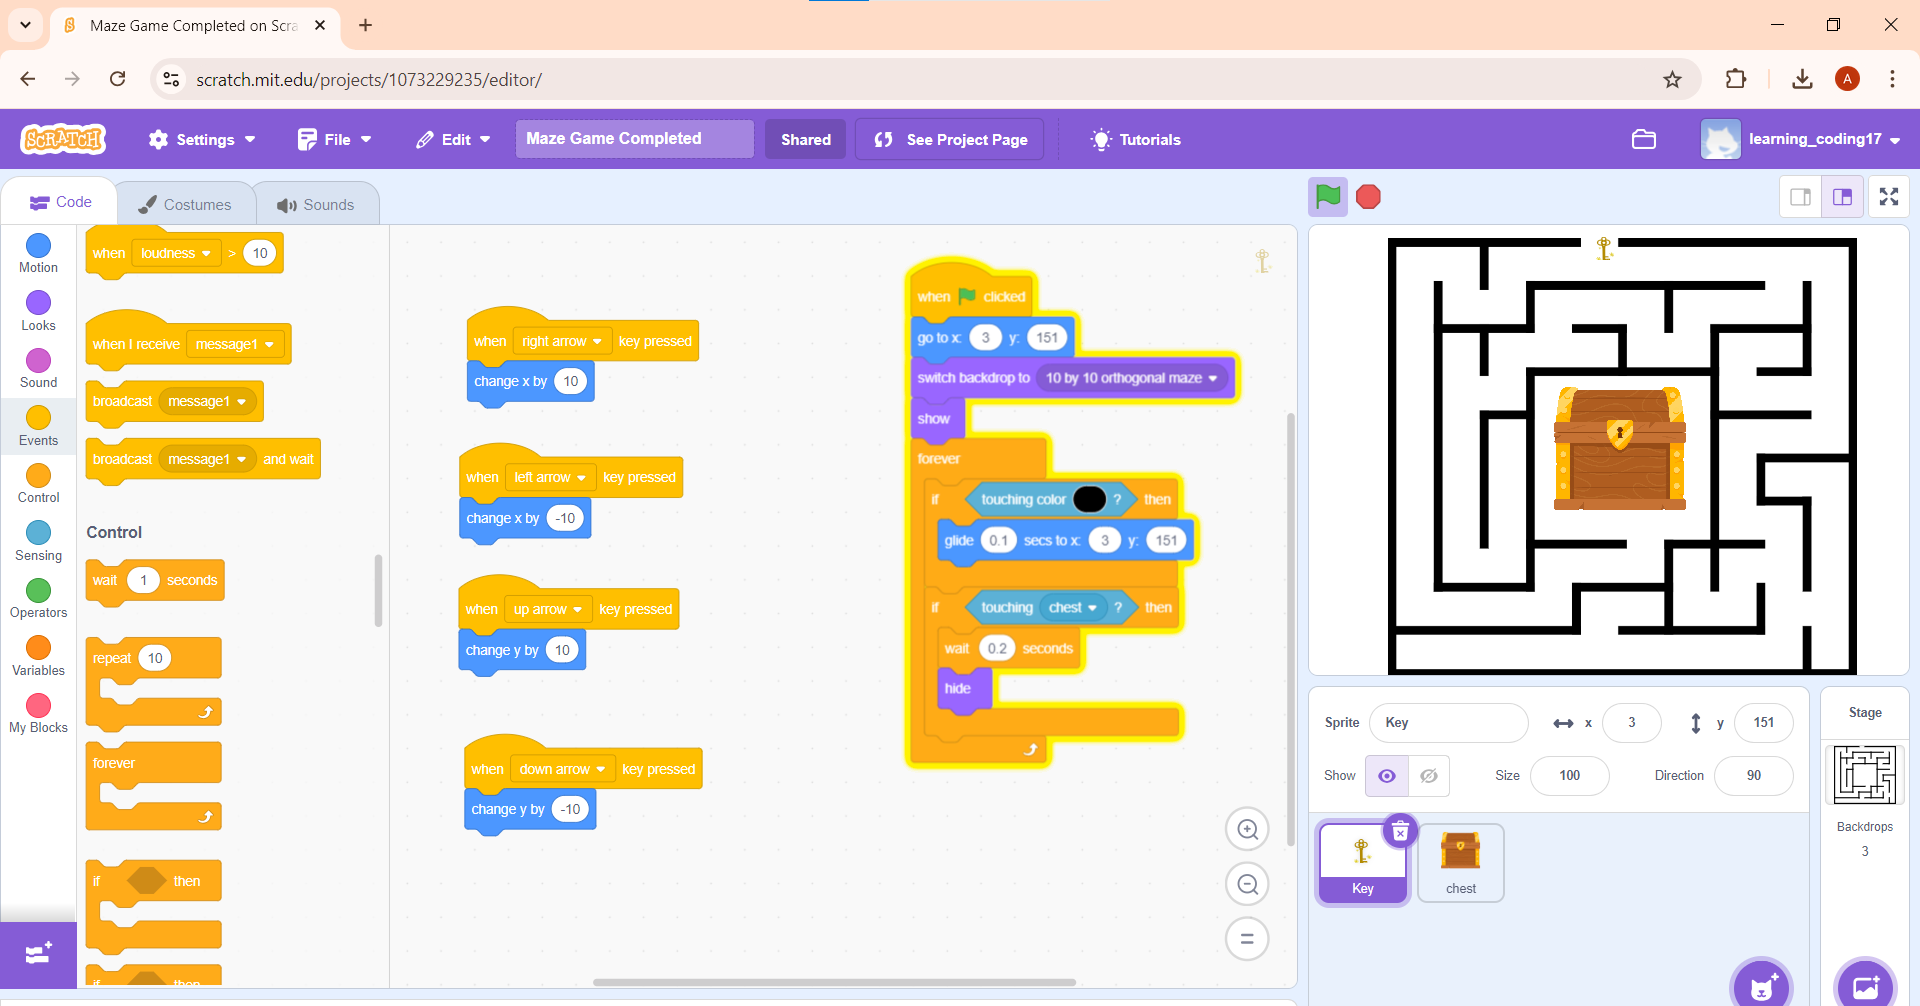 Maze Game Completed on Scra
scratch.mit.edu/projects/1073229235/editor/
A
SCRATCH
Settings
File
Edit
Maze Game Completed
Shared
See Project Page
Tutorials
learning_coding17
Code
Costumes
Sounds
Motion
Looks
Sound
Events
Control
Sensing
Operators
Variables
My Blocks
when loudness > 10
when I receive message1
broadcast message1
broadcast message1 and wait
Control
wait 1 seconds
repeat 10
forever
if then
if then
when right arrow key pressed
change x by 10
when left arrow key pressed
change x by -10
when up arrow key pressed
change y by 10
when down arrow key pressed
change y by -10
when clicked
go to x: 3 y: 151
switch backdrop to 10 by 10 orthogonal maze
show
forever
if touching color ? then
glide 0.1 secs to x: 3 y: 151
if touching chest ? then
wait 0.2 seconds
hide
Sprite Key x 3 y 151
Show Size 100 Direction 90
Key
chest
Stage
Backdrops
3